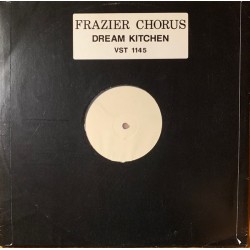 FRAZIER CHORUS
DREAM KITCHEN
VST 1145